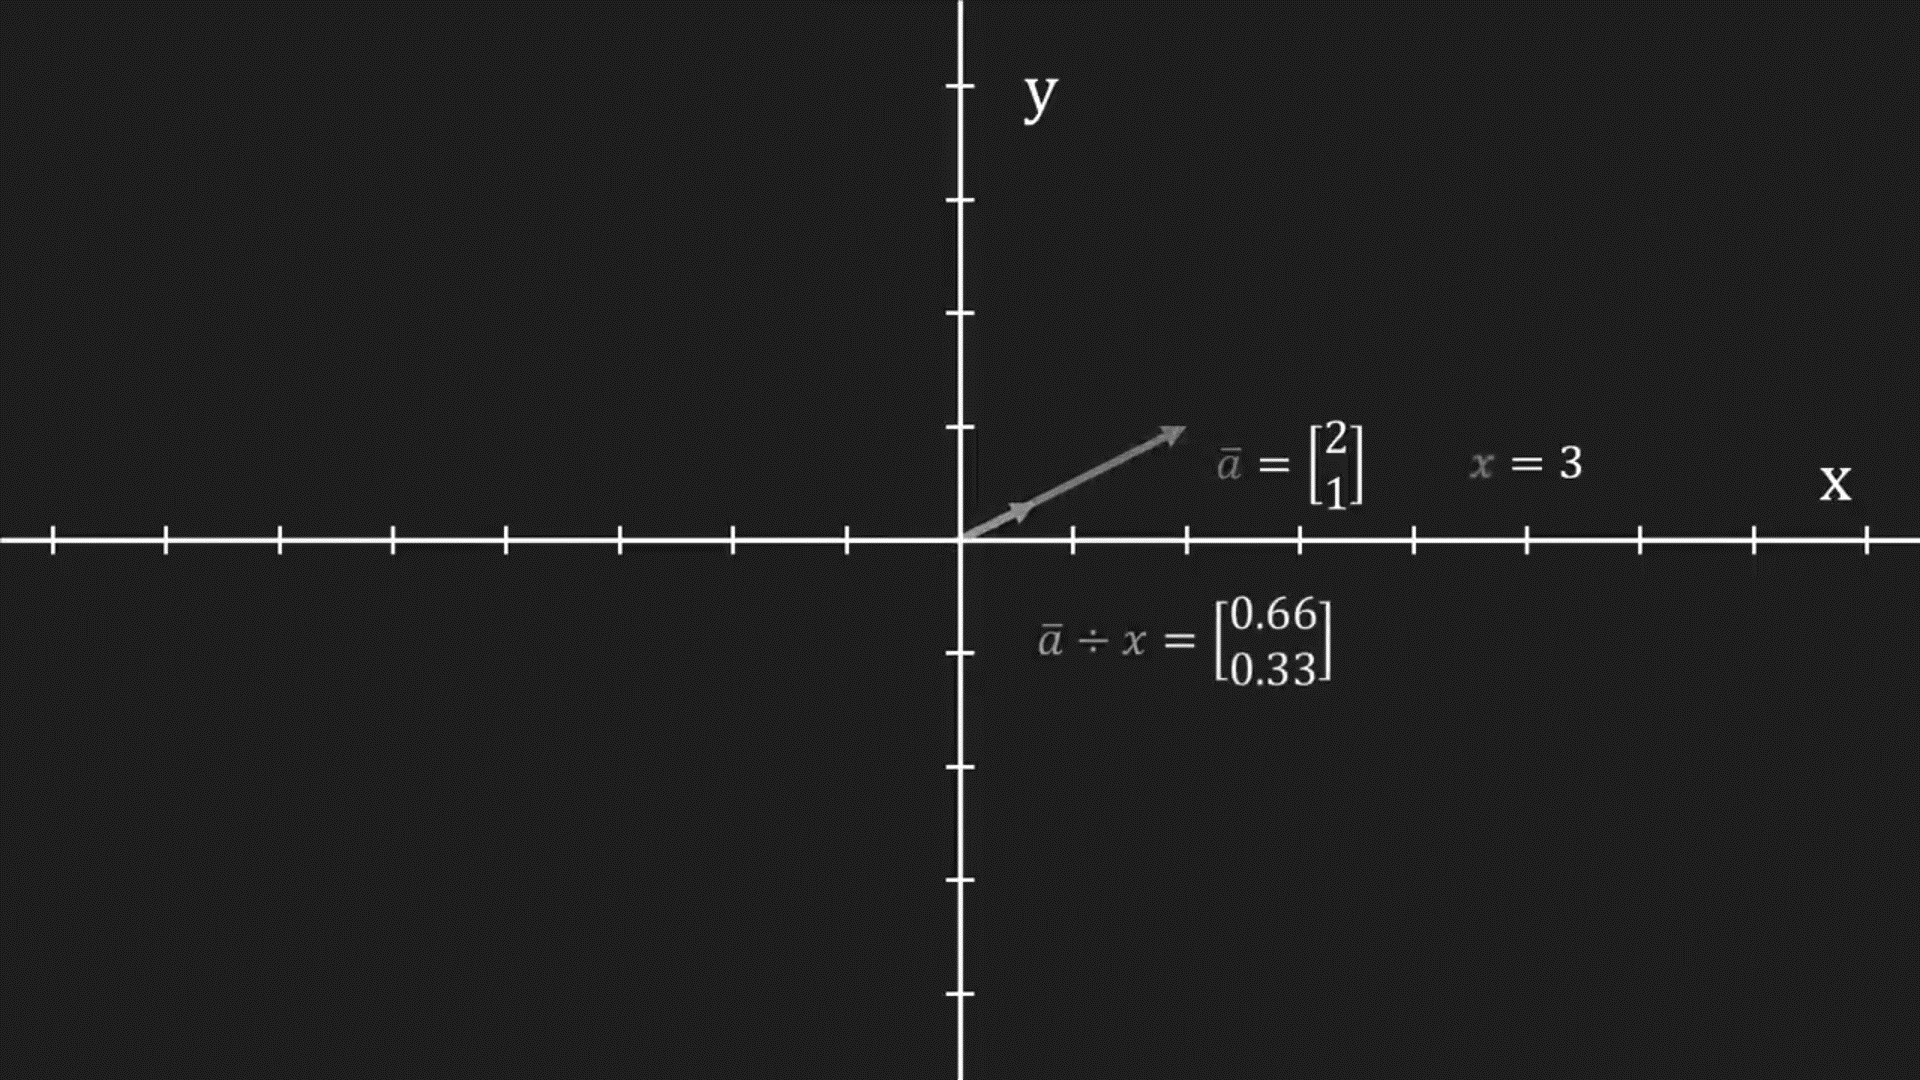 y
a̅ = [2 1] x = 3
x
a̅ ÷ x = [0.66 0.33]